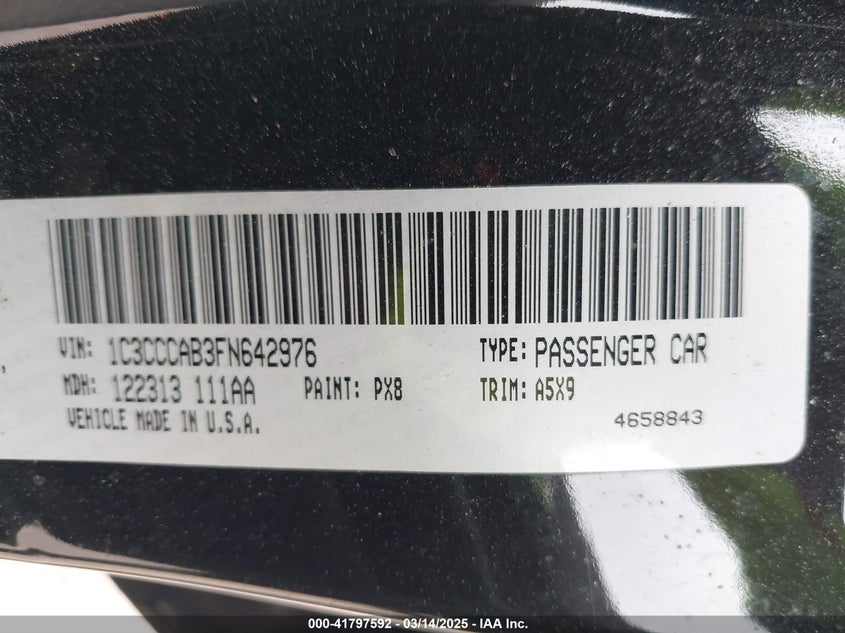 VIN: 1C3CCCAB3FN642976 TYPE: PASSENGER CAR
MDH: 122313 111AA PAINT: PX8 TRIM: A5X9
VEHICLE MADE IN U.S.A. 4658843
000-41797592 — 03/14/2025 — IAA Inc.